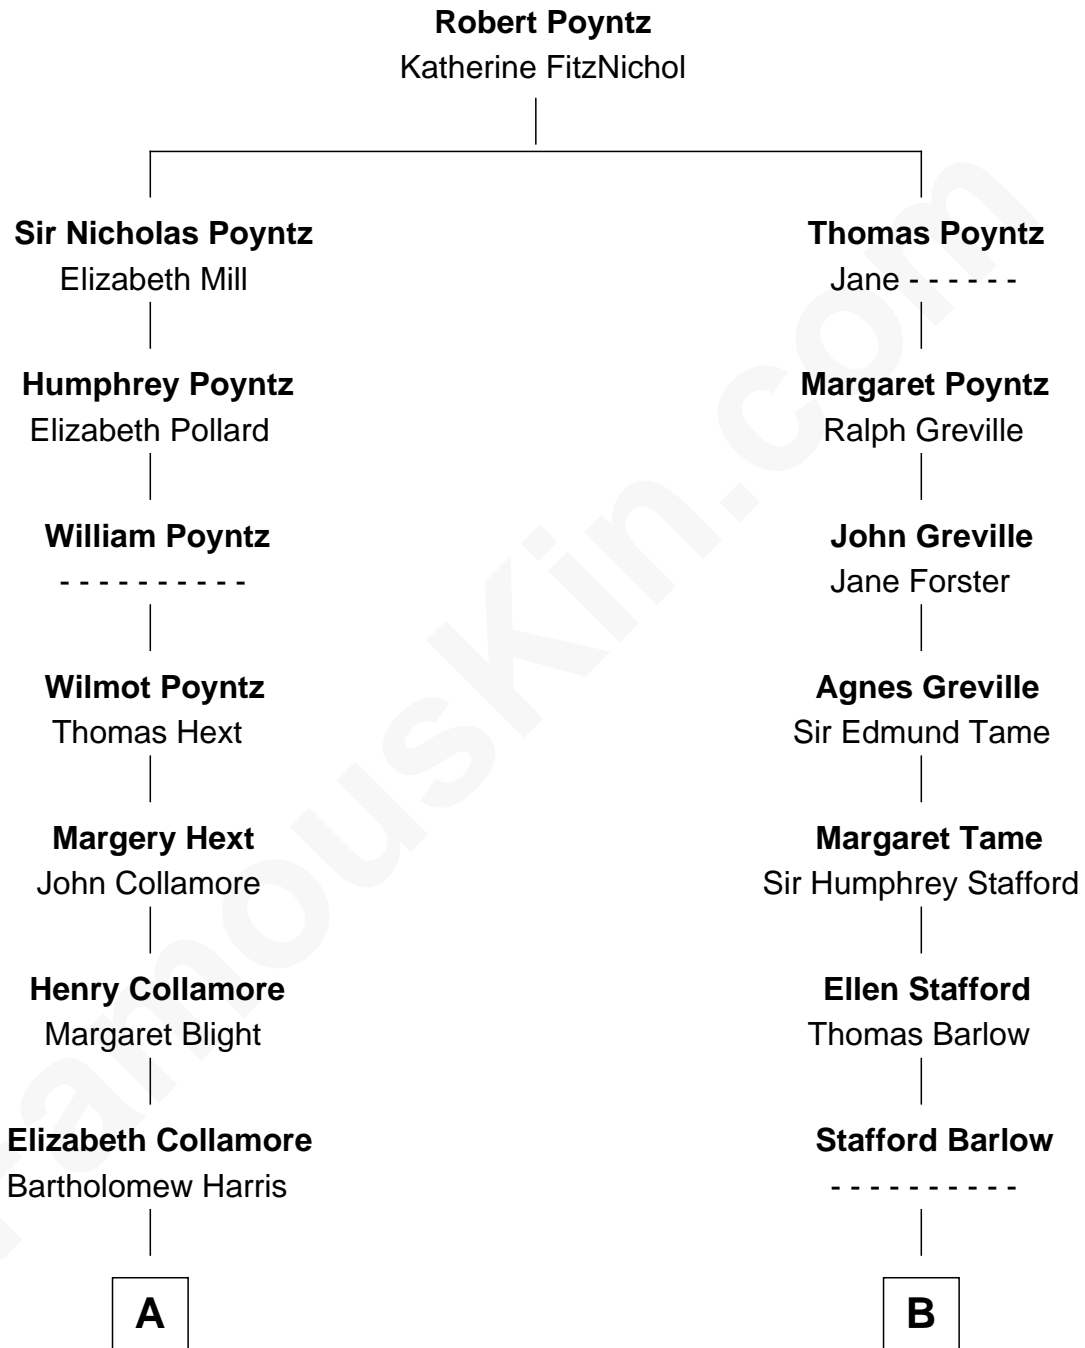 Robert Poyntz
Katherine FitzNichol
Sir Nicholas Poyntz
Elizabeth Mill
Humphrey Poyntz
Elizabeth Pollard
William Poyntz
- - - - - - - - - -
Wilmot Poyntz
Thomas Hext
Margery Hext
John Collamore
Henry Collamore
Margaret Blight
Elizabeth Collamore
Bartholomew Harris
A
Thomas Poyntz
Jane - - - - - -
Margaret Poyntz
Ralph Greville
John Greville
Jane Forster
Agnes Greville
Sir Edmund Tame
Margaret Tame
Sir Humphrey Stafford
Ellen Stafford
Thomas Barlow
Stafford Barlow
- - - - - - - - - -
B
FamousKin.com